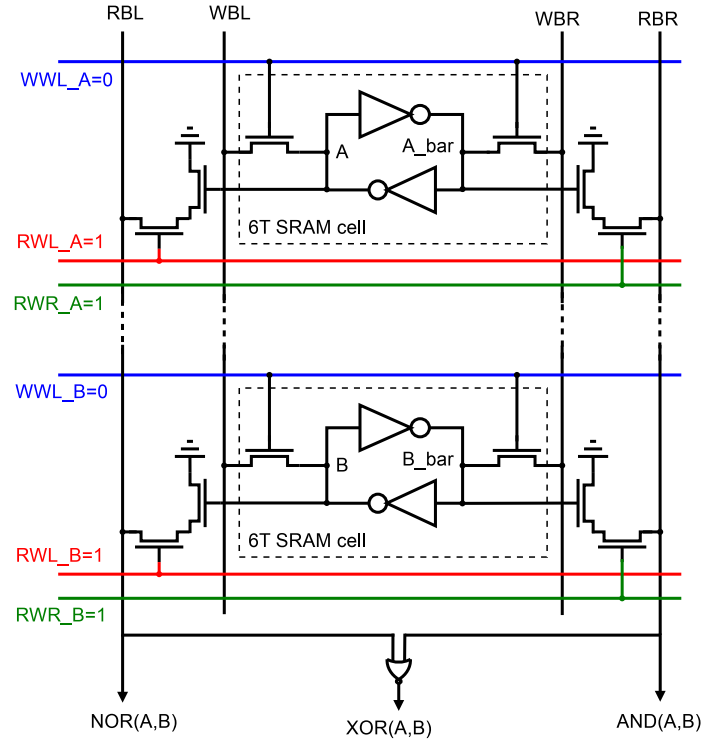 RBL
WBL
WBR
RBR
WWL_A=0
A
A_bar
6T SRAM cell
RWL_A=1
RWR_A=1
WWL_B=0
B
B_bar
6T SRAM cell
RWL_B=1
RWR_B=1
NOR(A,B)
XOR(A,B)
AND(A,B)